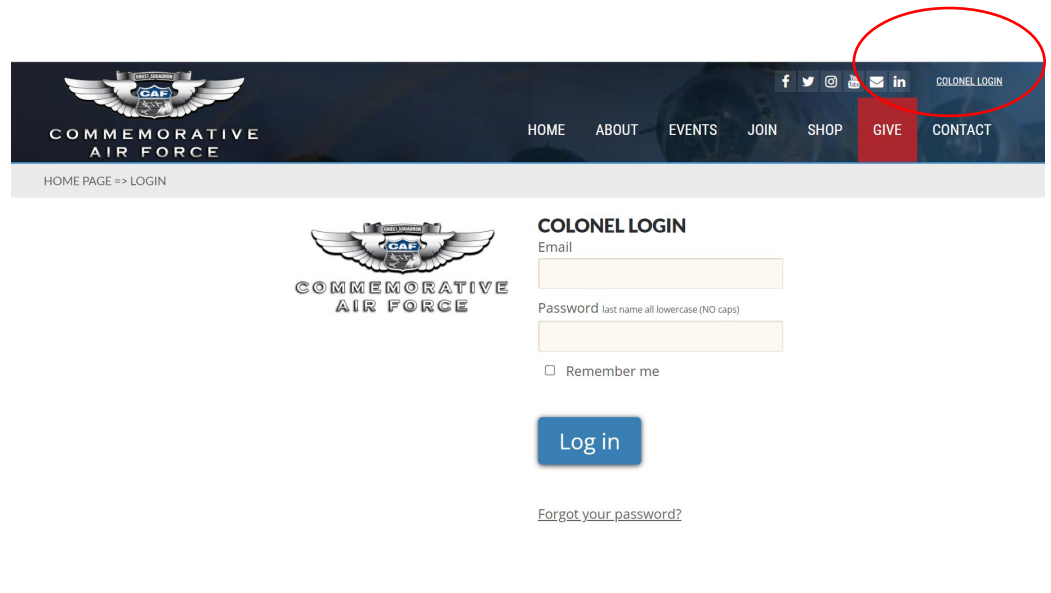 GHOST SQUADRON
CAF
COMMEMORATIVE
AIR FORCE
COLONEL LOGIN
HOME ABOUT EVENTS JOIN SHOP GIVE CONTACT
HOME PAGE => LOGIN
GHOST SQUADRON
CAF
COMMEMORATIVE
AIR FORCE
COLONEL LOGIN
Email
Password last name all lowercase (NO caps)
Remember me
Log in
Forgot your password?